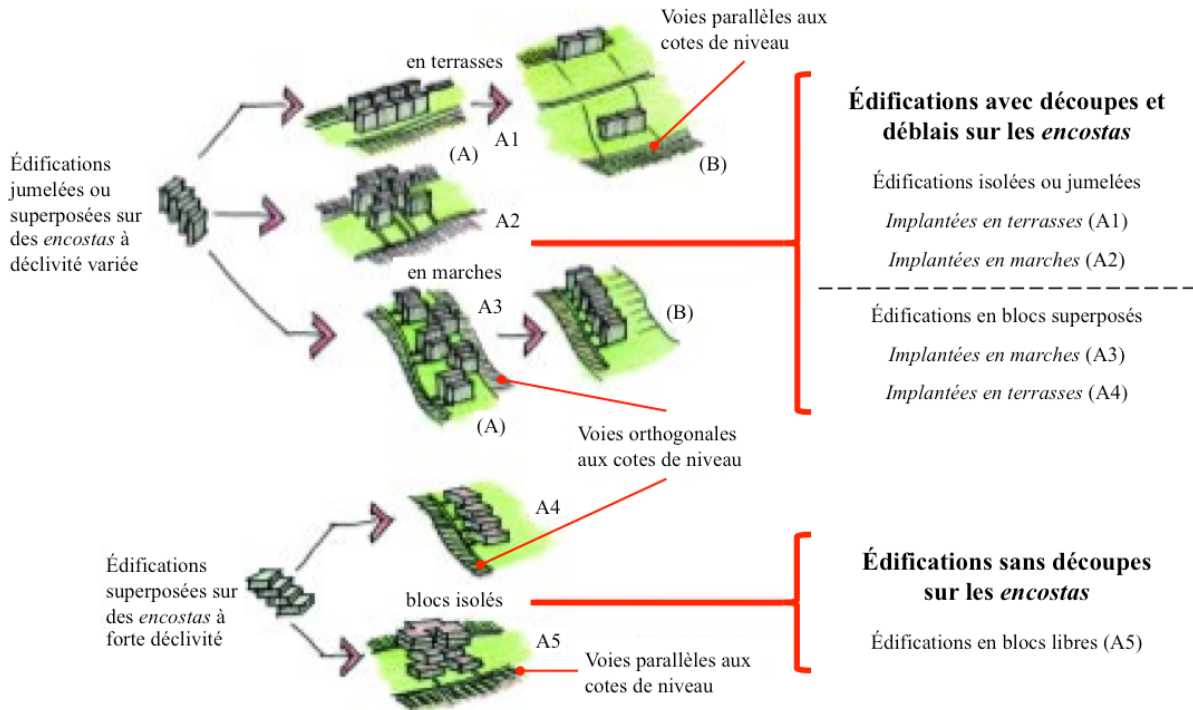 Voies parallèles aux
cotes de niveau
en terrasses
A1
(A)
(B)
Édifications
jumelées ou
superposées sur
des encostas à
déclivité variée
A2
en marches
A3
(B)
(A)
Voies orthogonales
aux cotes de niveau
Édifications avec découpes et
déblais sur les encostas
Édifications isolées ou jumelées
Implantées en terrasses (A1)
Implantées en marches (A2)
Édifications en blocs superposés
Implantées en marches (A3)
Implantées en terrasses (A4)
A4
Édifications
superposées sur
des encostas à
forte déclivité
blocs isolés
A5
Voies parallèles aux
cotes de niveau
Édifications sans découpes
sur les encostas
Édifications en blocs libres (A5)